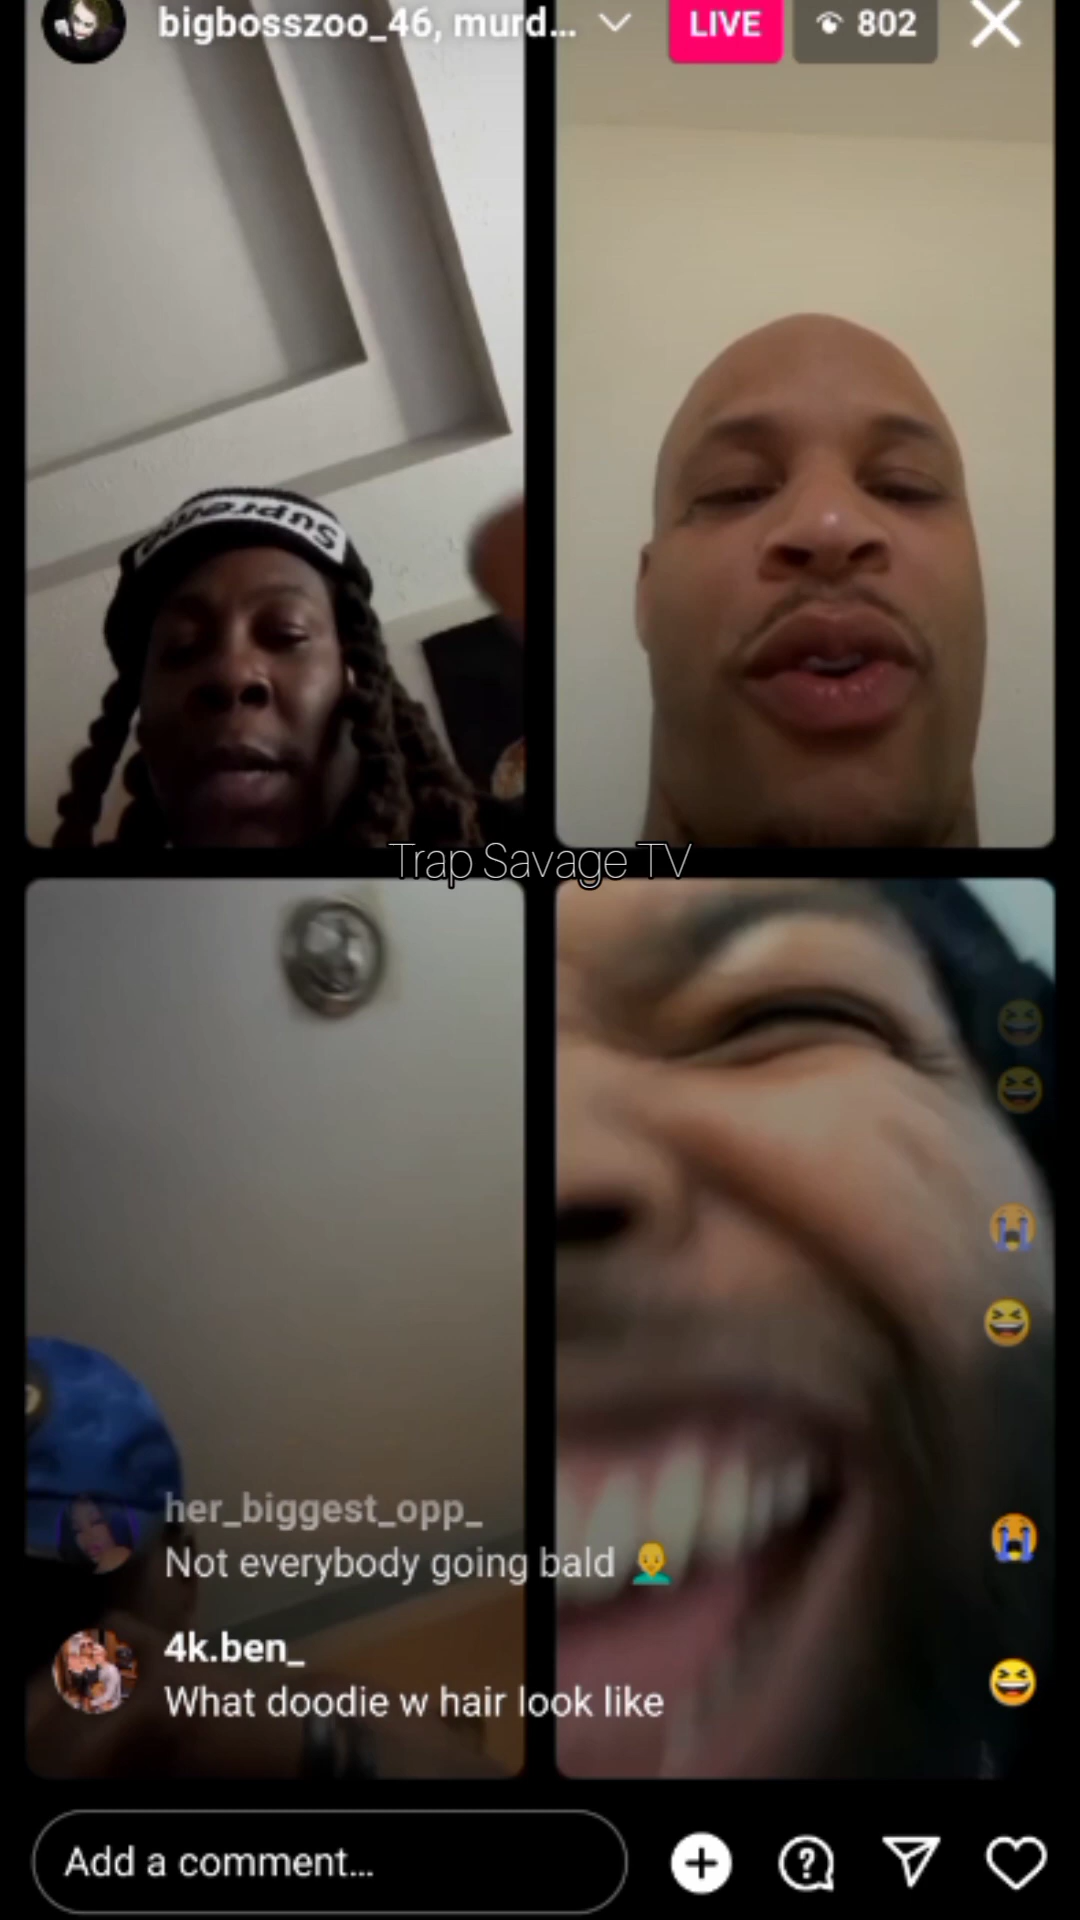 bigbosszoo_46, murd...
LIVE
802
Supreme
Trap Savage TV
her_biggest_opp_
Not everybody going bald 👨‍🦲
4k.ben_
What doodie w hair look like
Add a comment...